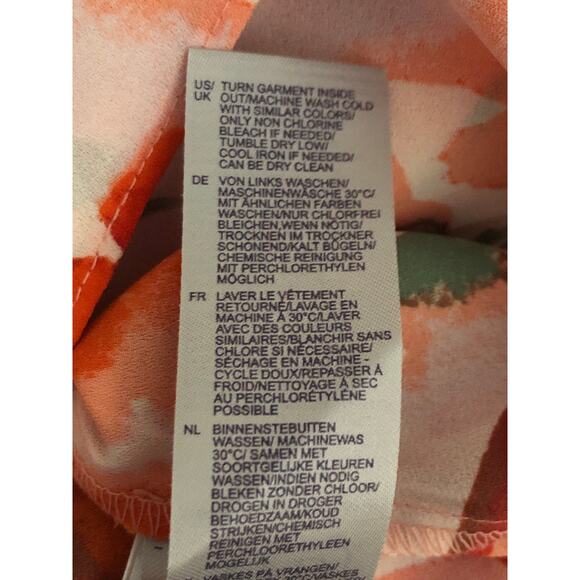 US/ TURN GARMENT INSIDE
UK OUT/MACHINE WASH COLD
WITH SIMILAR COLORS/
ONLY NON CHLORINE
BLEACH IF NEEDED/
TUMBLE DRY LOW/
COOL IRON IF NEEDED/
CAN BE DRY CLEAN
DE VON LINKS WASCHEN/
MASCHINENWÄSCHE 30°C/
MIT ÄHNLICHEN FARBEN
WASCHEN/NUR CHLORFREI
BLEICHEN,WENN NÖTIG/
TROCKNEN IM TROCKNER
SCHONEND/KALT BÜGELN/
CHEMISCHE REINIGUNG
MIT PERCHLORETHYLEN
MÖGLICH
FR LAVER LE VÊTEMENT
RETOURNÉ/LAVAGE EN
MACHINE À 30°C/LAVER
AVEC DES COULEURS
SIMILAIRES/BLANCHIR SANS
CHLORE SI NÉCESSAIRE/
SÉCHAGE EN MACHINE -
CYCLE DOUX/REPASSER À
FROID/NETTOYAGE À SEC
AU PERCHLORÉTYLÈNE
POSSIBLE
NL BINNENSTEBUITEN
WASSEN/ MACHINEWAS
30°C/ SAMEN MET
SOORTGELIJKE KLEUREN
WASSEN/INDIEN NODIG
BLEKEN ZONDER CHLOOR/
DROGEN IN DROGER
BEHOEDZAAM/KOUD
STRIJKEN/CHEMISCH
REINIGEN MET
PERCHLOORETHYLEEN
MOGELIJK
VASKES PÅ VRANGEN/